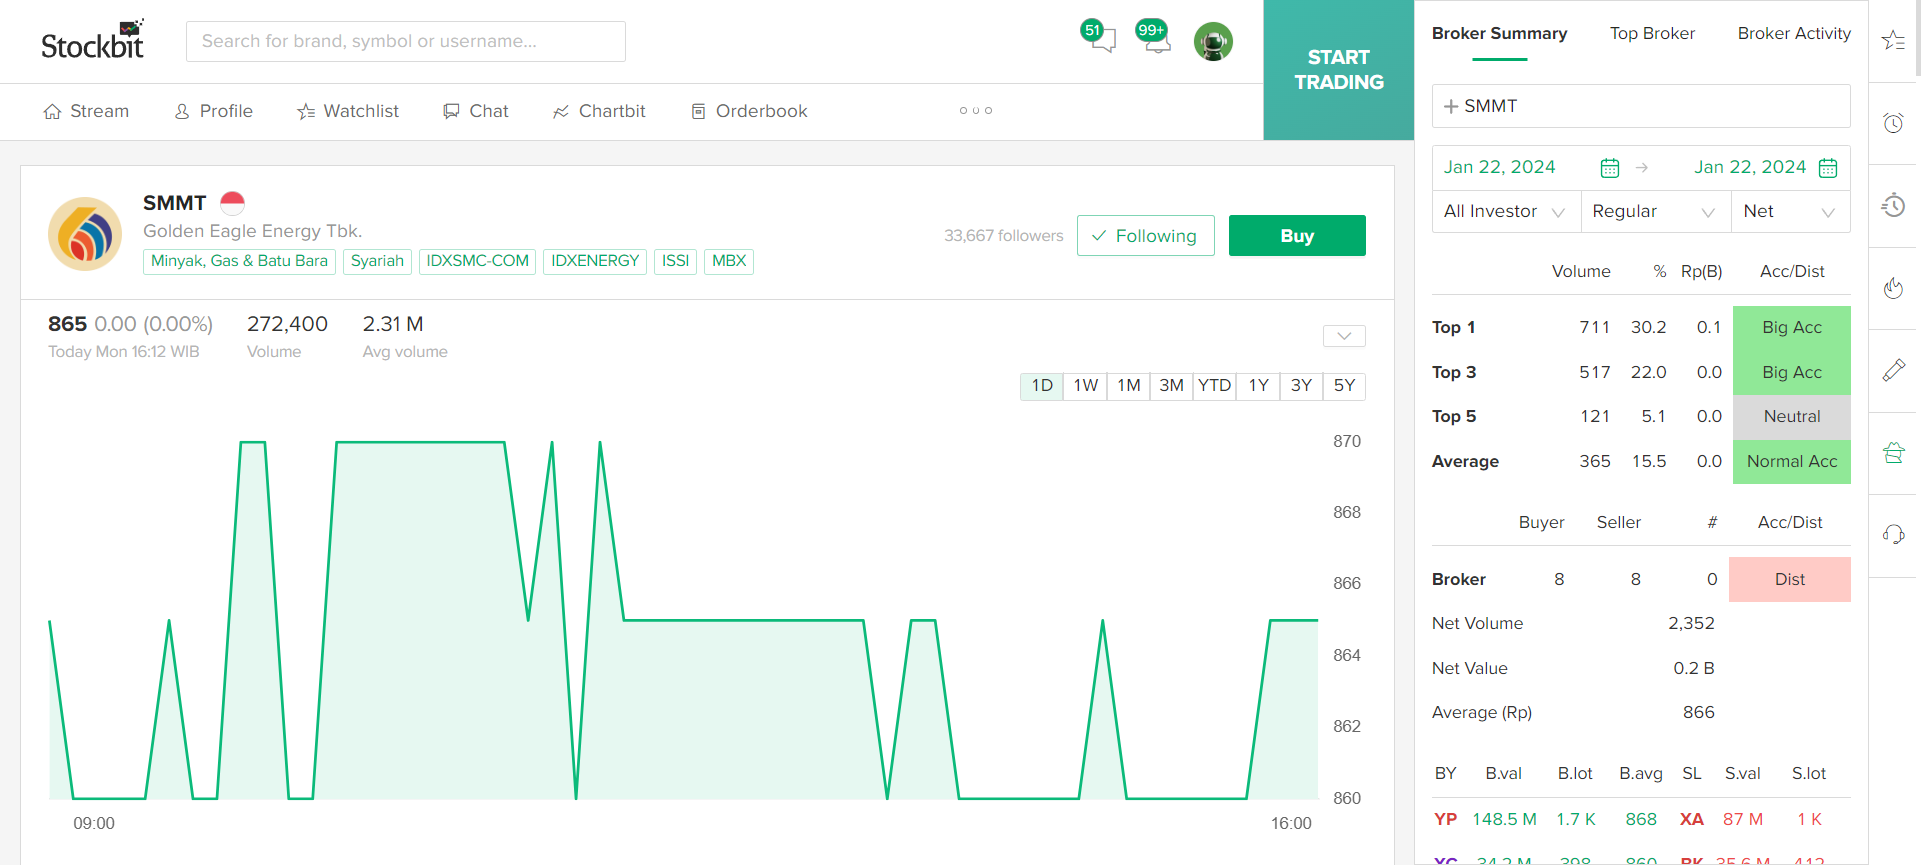 Stockbit
Search for brand, symbol or username...
51
99+
START
TRADING
Stream
Profile
Watchlist
Chat
Chartbit
Orderbook
SMMT
Golden Eagle Energy Tbk.
Minyak, Gas & Batu Bara
Syariah
IDXSMC-COM
IDXENERGY
ISSI
MBX
33,667 followers
Following
Buy
865 0.00 (0.00%)
Today Mon 16:12 WIB
272,400
Volume
2.31 M
Avg volume
1D 1W 1M 3M YTD 1Y 3Y 5Y
870
868
866
864
862
860
09:00
16:00
Broker Summary
Top Broker
Broker Activity
SMMT
Jan 22, 2024
Jan 22, 2024
All Investor
Regular
Net
Volume % Rp(B) Acc/Dist
Top 1 711 30.2 0.1 Big Acc
Top 3 517 22.0 0.0 Big Acc
Top 5 121 5.1 0.0 Neutral
Average 365 15.5 0.0 Normal Acc
Buyer Seller # Acc/Dist
Broker 8 8 0 Dist
Net Volume 2,352
Net Value 0.2 B
Average (Rp) 866
BY B.val B.lot B.avg SL S.val S.lot
YP 148.5 M 1.7 K 868 XA 87 M 1 K